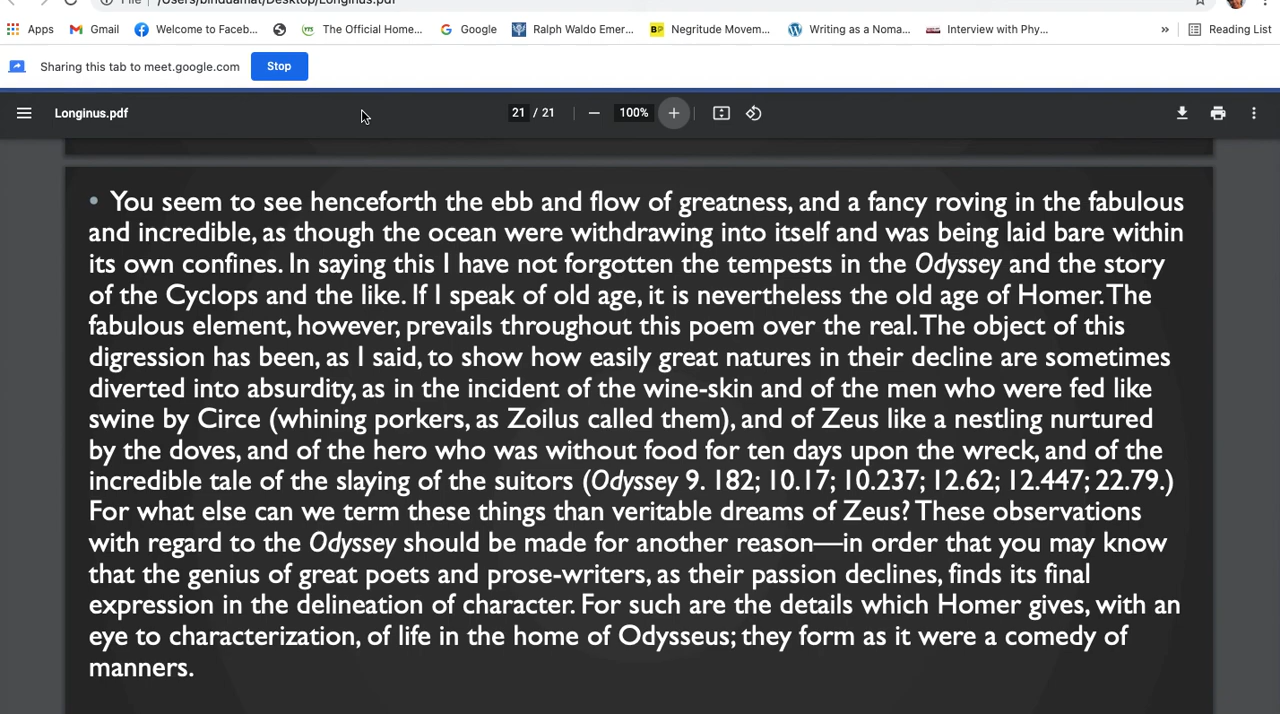 File | /Users/binduamat/Desktop/Longinus.pdf
Apps Gmail Welcome to Faceb... The Official Home... Google Ralph Waldo Emer... BP Negritude Movem... Writing as a Noma... Interview with Phy... » Reading List
Sharing this tab to meet.google.com Stop
Longinus.pdf 21 / 21 — 100% +
• You seem to see henceforth the ebb and flow of greatness, and a fancy roving in the fabulous
and incredible, as though the ocean were withdrawing into itself and was being laid bare within
its own confines. In saying this I have not forgotten the tempests in the Odyssey and the story
of the Cyclops and the like. If I speak of old age, it is nevertheless the old age of Homer. The
fabulous element, however, prevails throughout this poem over the real. The object of this
digression has been, as I said, to show how easily great natures in their decline are sometimes
diverted into absurdity, as in the incident of the wine-skin and of the men who were fed like
swine by Circe (whining porkers, as Zoilus called them), and of Zeus like a nestling nurtured
by the doves, and of the hero who was without food for ten days upon the wreck, and of the
incredible tale of the slaying of the suitors (Odyssey 9. 182; 10.17; 10.237; 12.62; 12.447; 22.79.)
For what else can we term these things than veritable dreams of Zeus? These observations
with regard to the Odyssey should be made for another reason—in order that you may know
that the genius of great poets and prose-writers, as their passion declines, finds its final
expression in the delineation of character. For such are the details which Homer gives, with an
eye to characterization, of life in the home of Odysseus; they form as it were a comedy of
manners.